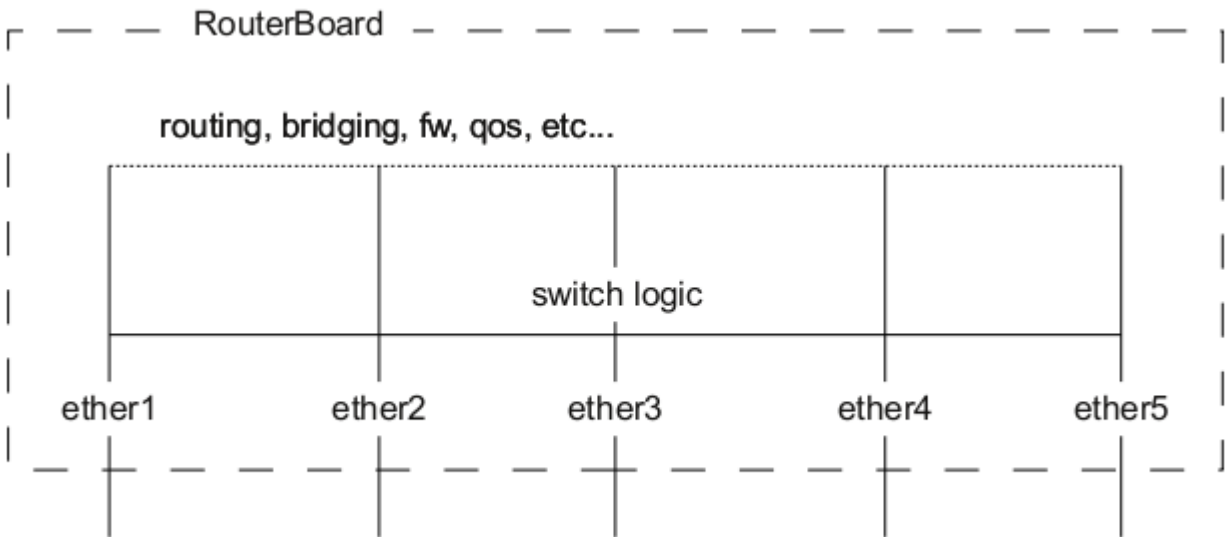 RouterBoard
routing, bridging, fw, qos, etc...
switch logic
ether1 ether2 ether3 ether4 ether5